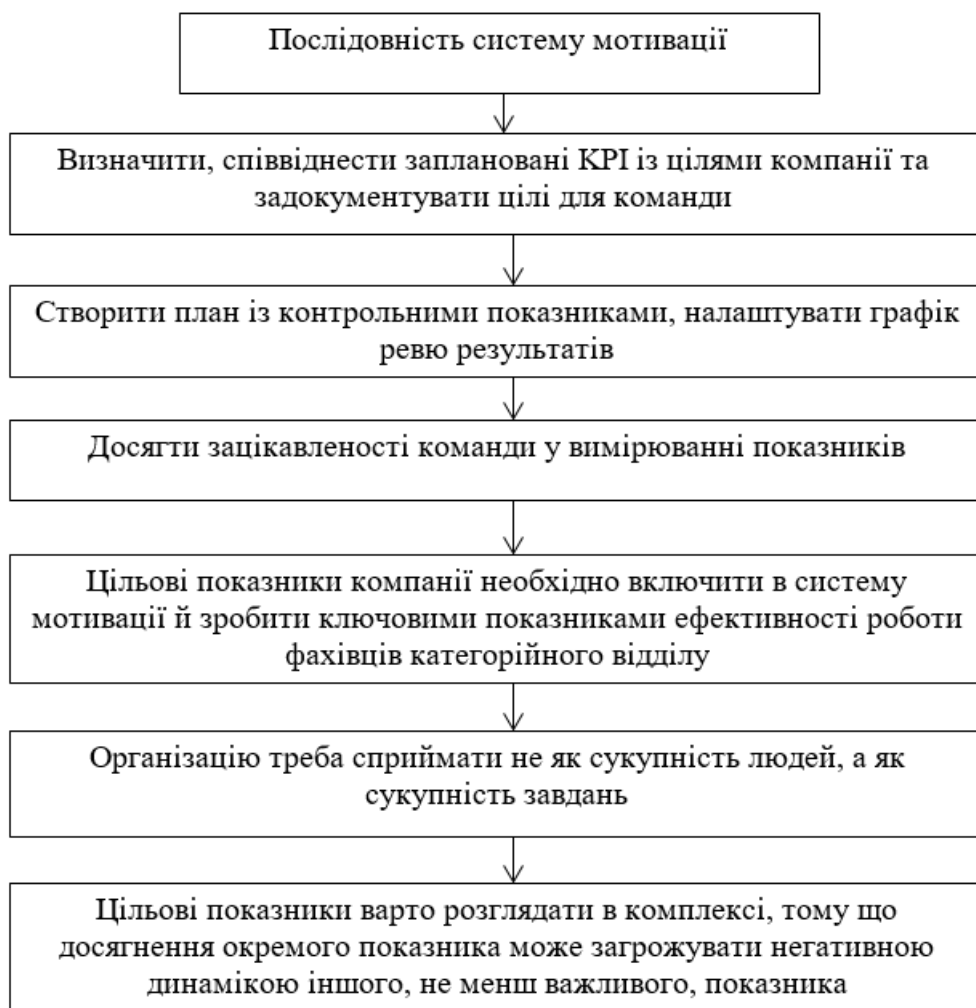 Послідовність систему мотивації
Визначити, співвіднести заплановані KPI із цілями компанії та
задокументувати цілі для команди
Створити план із контрольними показниками, налаштувати графік
ревю результатів
Досягти зацікавленості команди у вимірюванні показників
Цільові показники компанії необхідно включити в систему
мотивації й зробити ключовими показниками ефективності роботи
фахівців категорійного відділу
Організацію треба сприймати не як сукупність людей, а як
сукупність завдань
Цільові показники варто розглядати в комплексі, тому що
досягнення окремого показника може загрожувати негативною
динамікою іншого, не менш важливого, показника